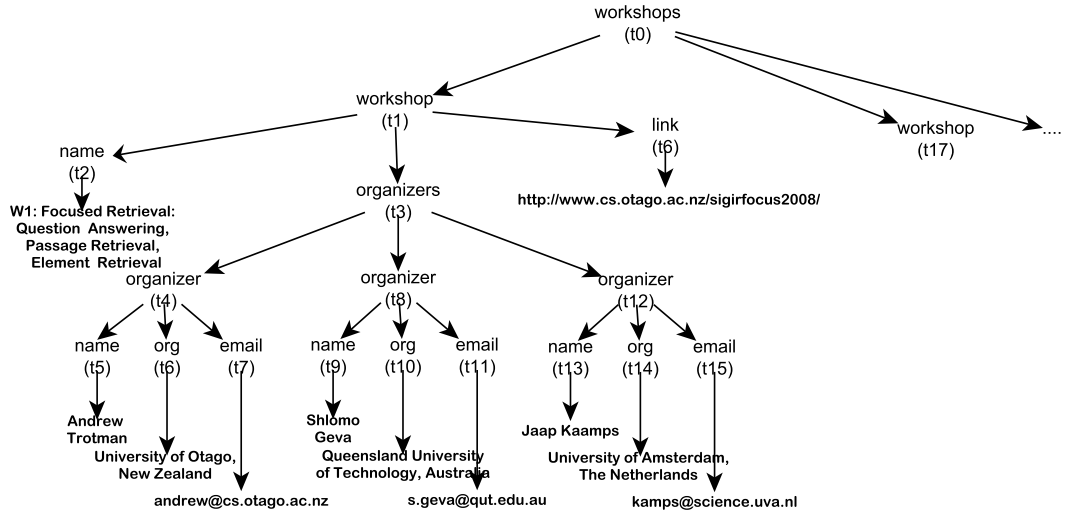 workshops
(t0)
workshop
(t1)
link
(t6)
workshop
(t17)
....
name
(t2)
organizers
(t3)
http://www.cs.otago.ac.nz/sigirfocus2008/
W1: Focused Retrieval:
Question Answering,
Passage Retrieval,
Element Retrieval
organizer
(t4)
organizer
(t8)
organizer
(t12)
name
(t5)
org
(t6)
email
(t7)
name
(t9)
org
(t10)
email
(t11)
name
(t13)
org
(t14)
email
(t15)
Andrew
Trotman
Shlomo
Geva
Jaap Kaamps
University of Otago,
New Zealand
Queensland University
of Technology, Australia
University of Amsterdam,
The Netherlands
andrew@cs.otago.ac.nz
s.geva@qut.edu.au
kamps@science.uva.nl